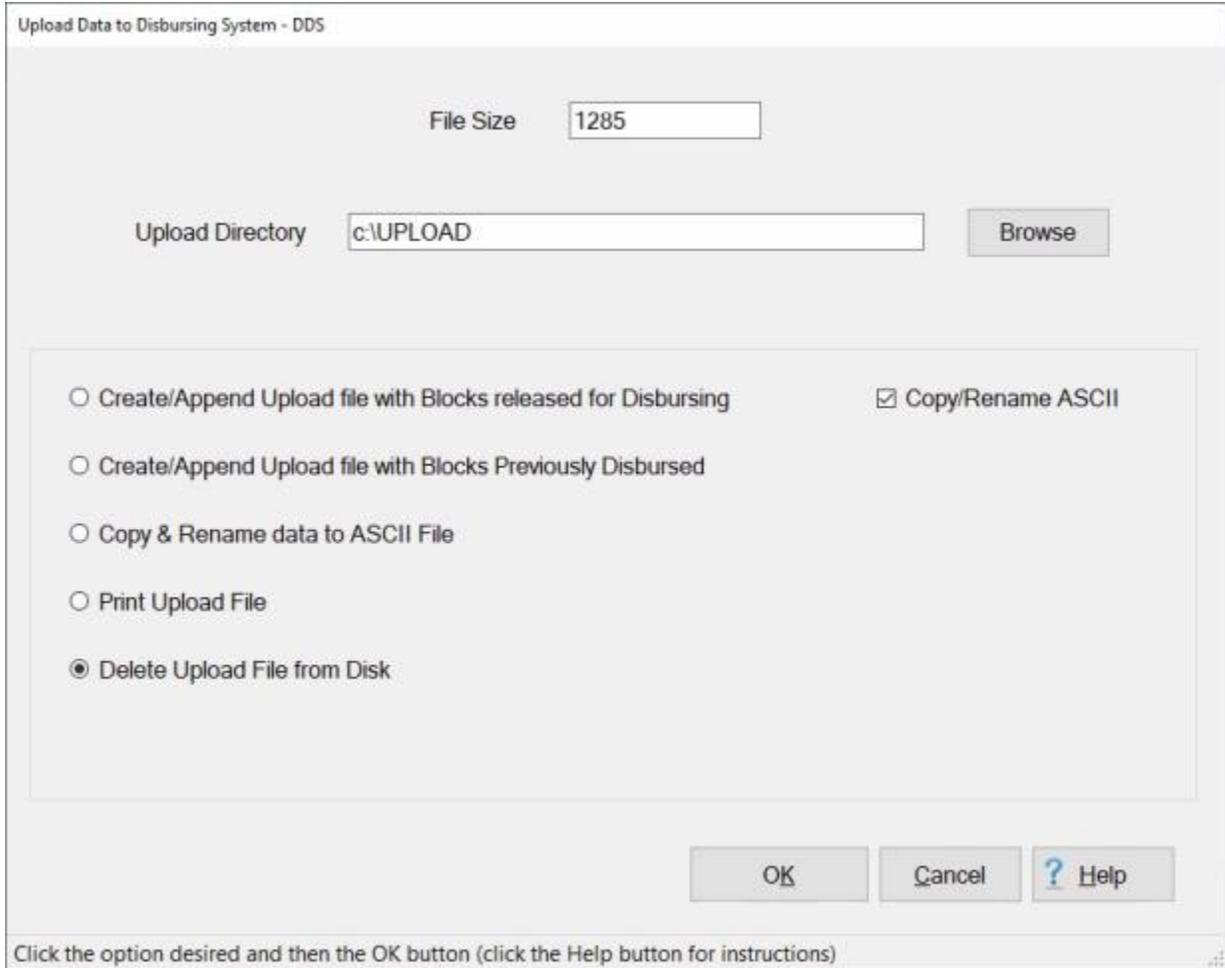 Upload Data to Disbursing System - DDS
File Size 1285
Upload Directory c:\UPLOAD Browse
Create/Append Upload file with Blocks released for Disbursing Copy/Rename ASCII
Create/Append Upload file with Blocks Previously Disbursed
Copy & Rename data to ASCII File
Print Upload File
Delete Upload File from Disk
OK Cancel ? Help
Click the option desired and then the OK button (click the Help button for instructions)